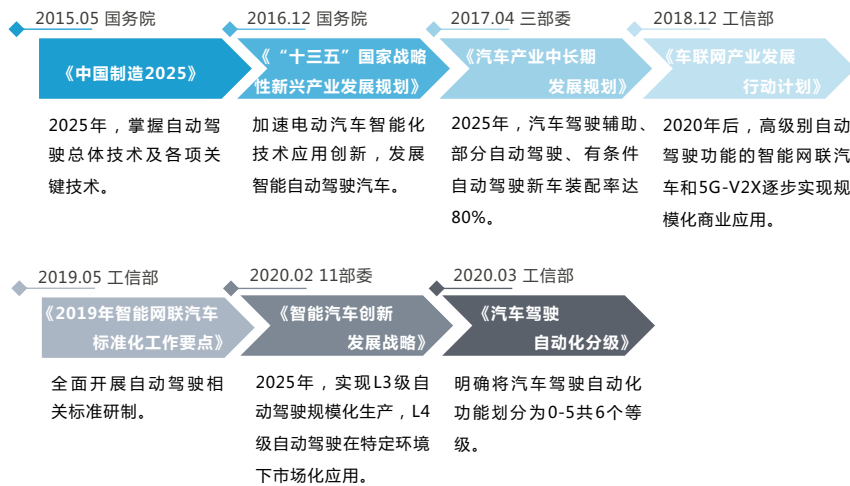 2015.05 国务院
《中国制造2025》
2025年，掌握自动驾
驶总体技术及各项关
键技术。
2016.12 国务院
《“十三五”国家战略
性新兴产业发展规划》
加速电动汽车智能化
技术应用创新，发展
智能自动驾驶汽车。
2017.04 三部委
《汽车产业中长期
发展规划》
2025年，汽车驾驶辅助、
部分自动驾驶、有条件
自动驾驶新车装配率达
80%。
2018.12 工信部
《车联网产业发展
行动计划》
2020年后，高级别自动
驾驶功能的智能网联汽
车和5G-V2X逐步实现规
模化商业应用。
2019.05 工信部
《2019年智能网联汽车
标准化工作要点》
全面开展自动驾驶相
关标准研制。
2020.02 11部委
《智能汽车创新
发展战略》
2025年，实现L3级自
动驾驶规模化生产，L4
级自动驾驶在特定环境
下市场化应用。
2020.03 工信部
《汽车驾驶
自动化分级》
明确将汽车驾驶自动化
功能划分为0-5共6个等
级。